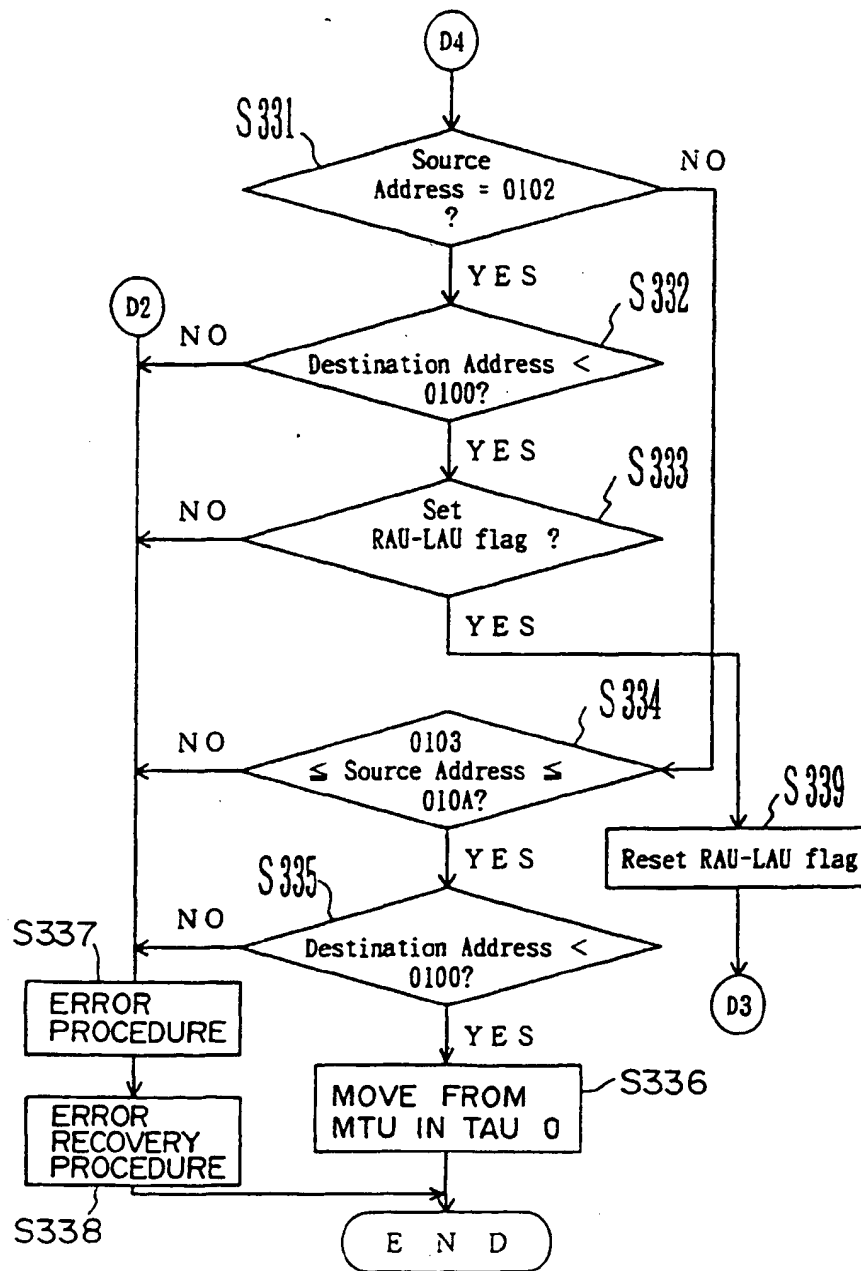 D4
S331
Source
Address = 0102
?
NO
YES
D2
S332
NO
Destination Address <
0100?
YES
S333
NO
Set
RAU-LAU flag ?
YES
S334
NO
0103
≦ Source Address ≦
010A?
S339
YES
Reset RAU-LAU flag
S335
NO
Destination Address <
0100?
S337
D3
ERROR
PROCEDURE
YES
S336
MOVE FROM
MTU IN TAU 0
ERROR
RECOVERY
PROCEDURE
S338
END